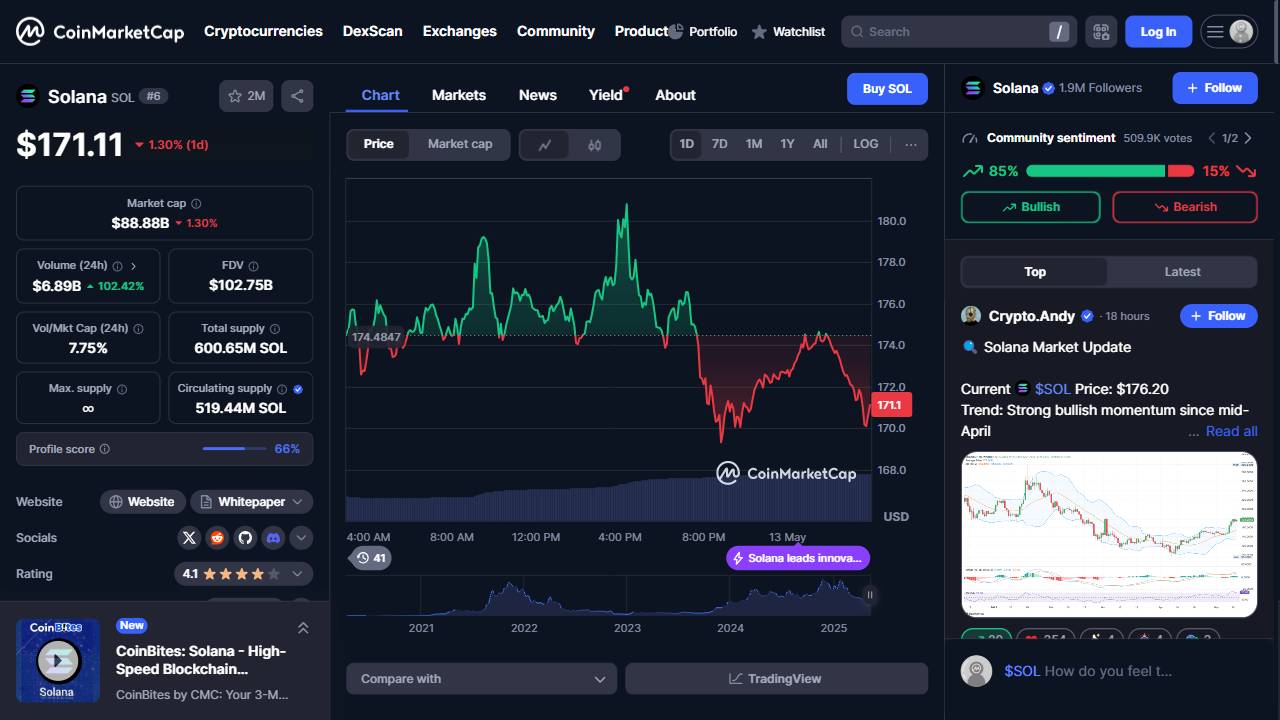 CoinMarketCap
Cryptocurrencies DexScan Exchanges Community Product
Portfolio Watchlist
Search /
Log In
Solana SOL #6
2M
$171.11 1.30% (1d)
Market cap
$88.88B 1.30%
Volume (24h)
$6.89B 102.42%
FDV
$102.75B
Vol/Mkt Cap (24h)
7.75%
Total supply
600.65M SOL
Max. supply
∞
Circulating supply
519.44M SOL
Profile score 66%
Website Website Whitepaper
Socials
Rating 4.1
CoinBites
Solana
New
CoinBites: Solana - High-
Speed Blockchain...
CoinBites by CMC: Your 3-M...
Chart Markets News Yield About
Buy SOL
Price Market cap
1D 7D 1M 1Y All LOG ...
180.0
178.0
176.0
174.4847
174.0
172.0
171.1
170.0
168.0
CoinMarketCap
USD
4:00 AM 8:00 AM 12:00 PM 4:00 PM 8:00 PM 13 May
41
Solana leads innova...
2021 2022 2023 2024 2025
Compare with
TradingView
Solana 1.9M Followers
+ Follow
Community sentiment 509.9K votes 1/2
85% 15%
Bullish Bearish
Top Latest
Crypto.Andy · 18 hours
+ Follow
Solana Market Update
Current $SOL Price: $176.20
Trend: Strong bullish momentum since mid-
April ... Read all
$SOL How do you feel t...